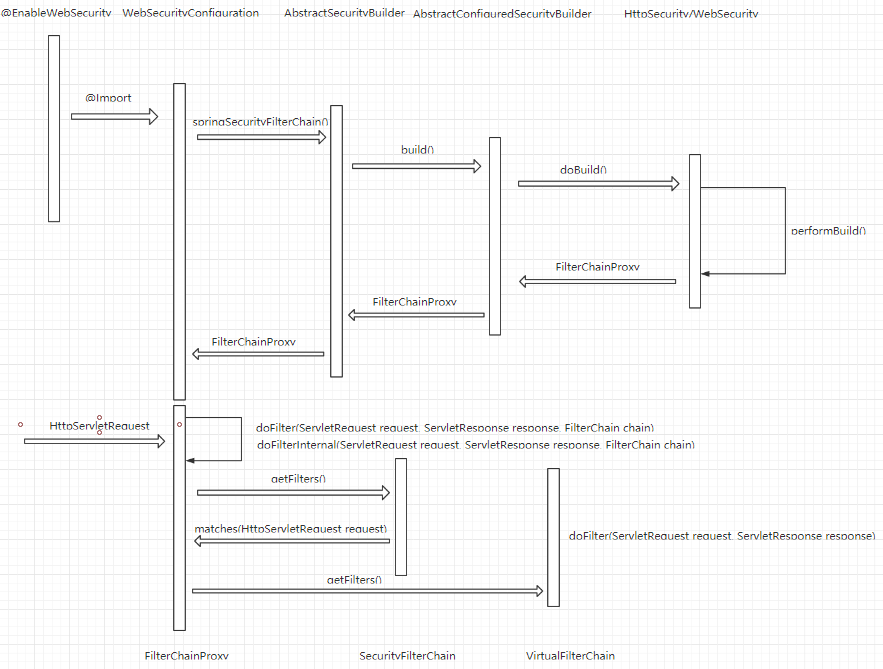 @EnableWebSecurity WebSecurityConfiguration AbstractSecurityBuilder AbstractConfiguredSecurityBuilder HttpSecurity/WebSecurity
@Import
springSecurityFilterChain()
build()
doBuild()
performBuild()
FilterChainProxy
FilterChainProxy
FilterChainProxy
HttpServletRequest
doFilter(ServletRequest request, ServletResponse response, FilterChain chain)
doFilterInternal(ServletRequest request, ServletResponse response, FilterChain chain)
getFilters()
matches(HttpServletRequest request)
doFilter(ServletRequest request, ServletResponse response)
getFilters()
FilterChainProxy SecurityFilterChain VirtualFilterChain